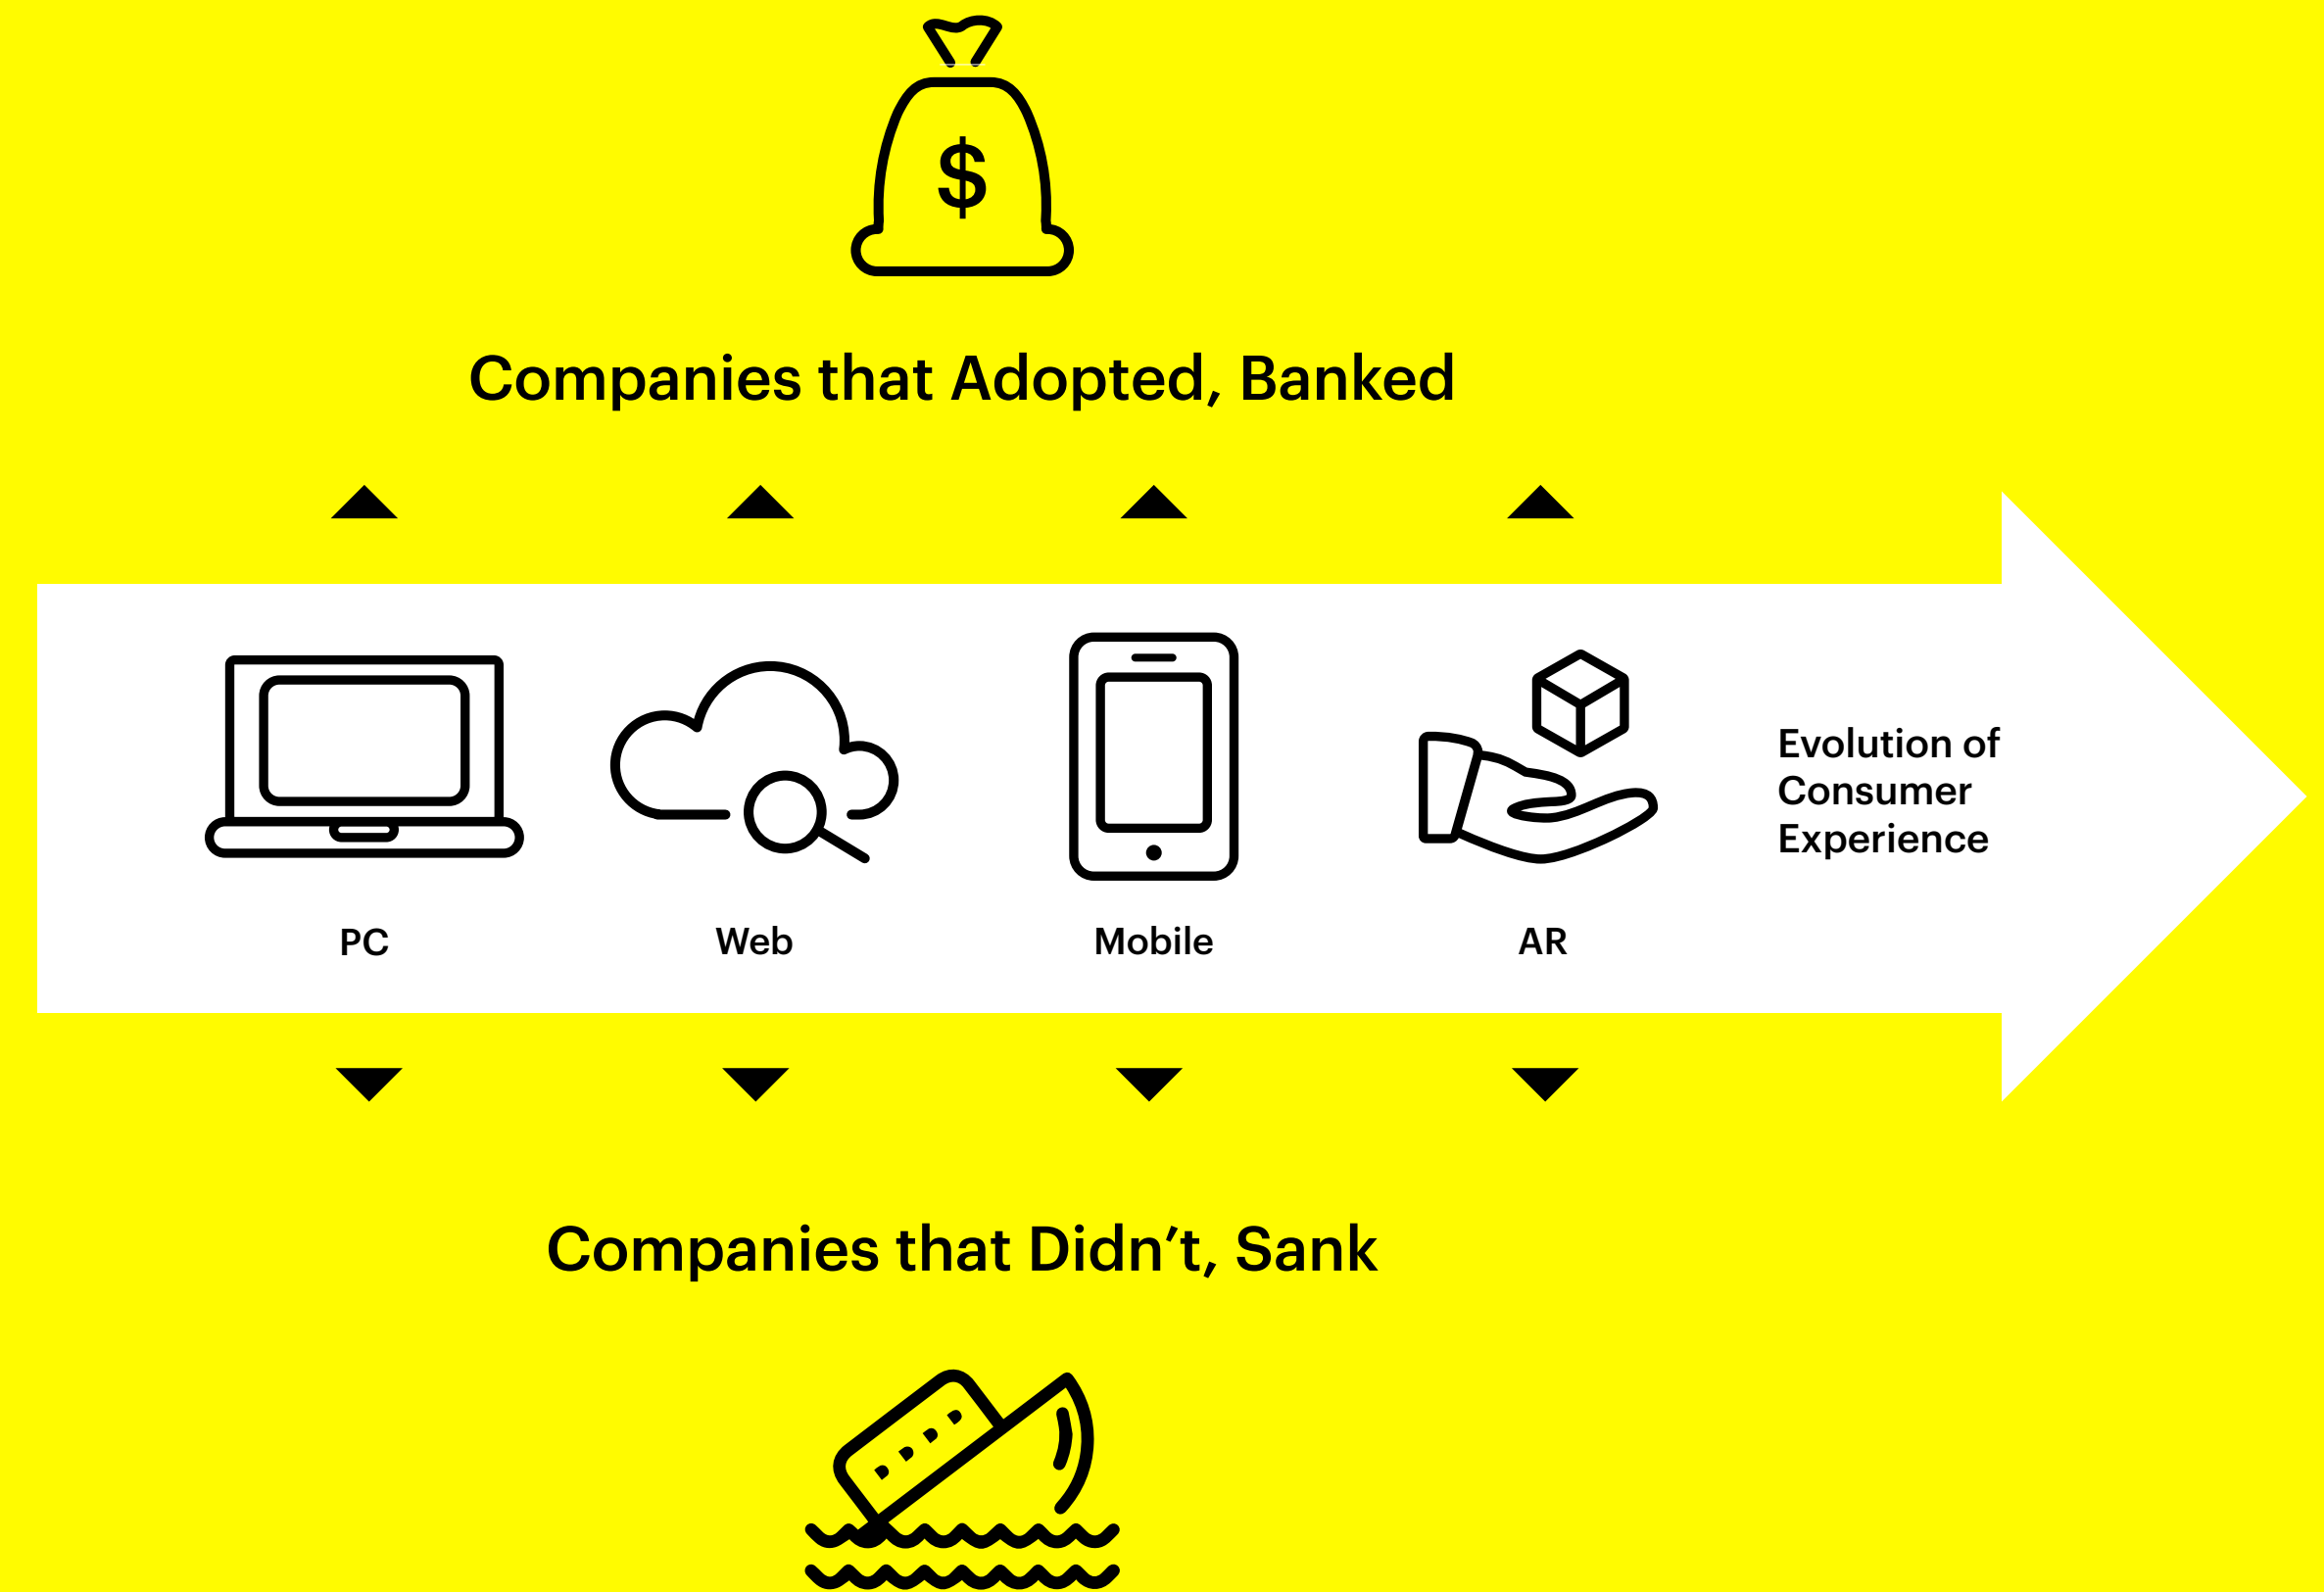 $
Companies that Adopted, Banked
Evolution of
Consumer
Experience
PC
Web
Mobile
AR
Companies that Didn’t, Sank